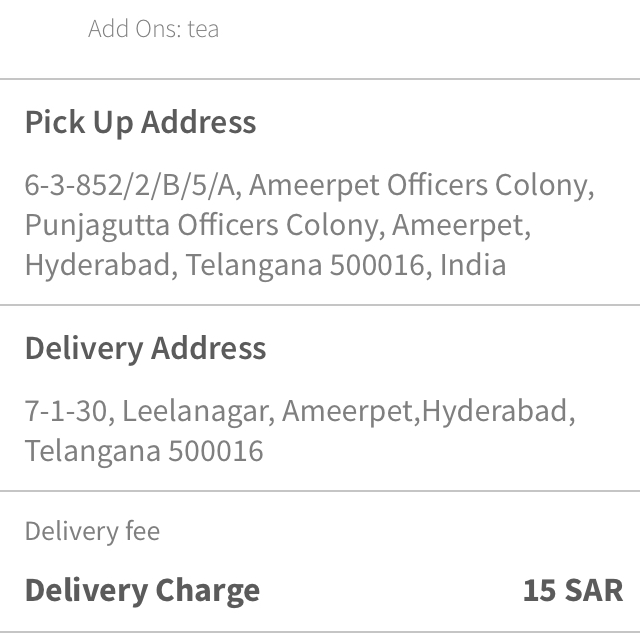 Add Ons: tea
Pick Up Address
6-3-852/2/B/5/A, Ameerpet Officers Colony,
Punjagutta Officers Colony, Ameerpet,
Hyderabad, Telangana 500016, India
Delivery Address
7-1-30, Leelanagar, Ameerpet,Hyderabad,
Telangana 500016
Delivery fee
Delivery Charge 15 SAR